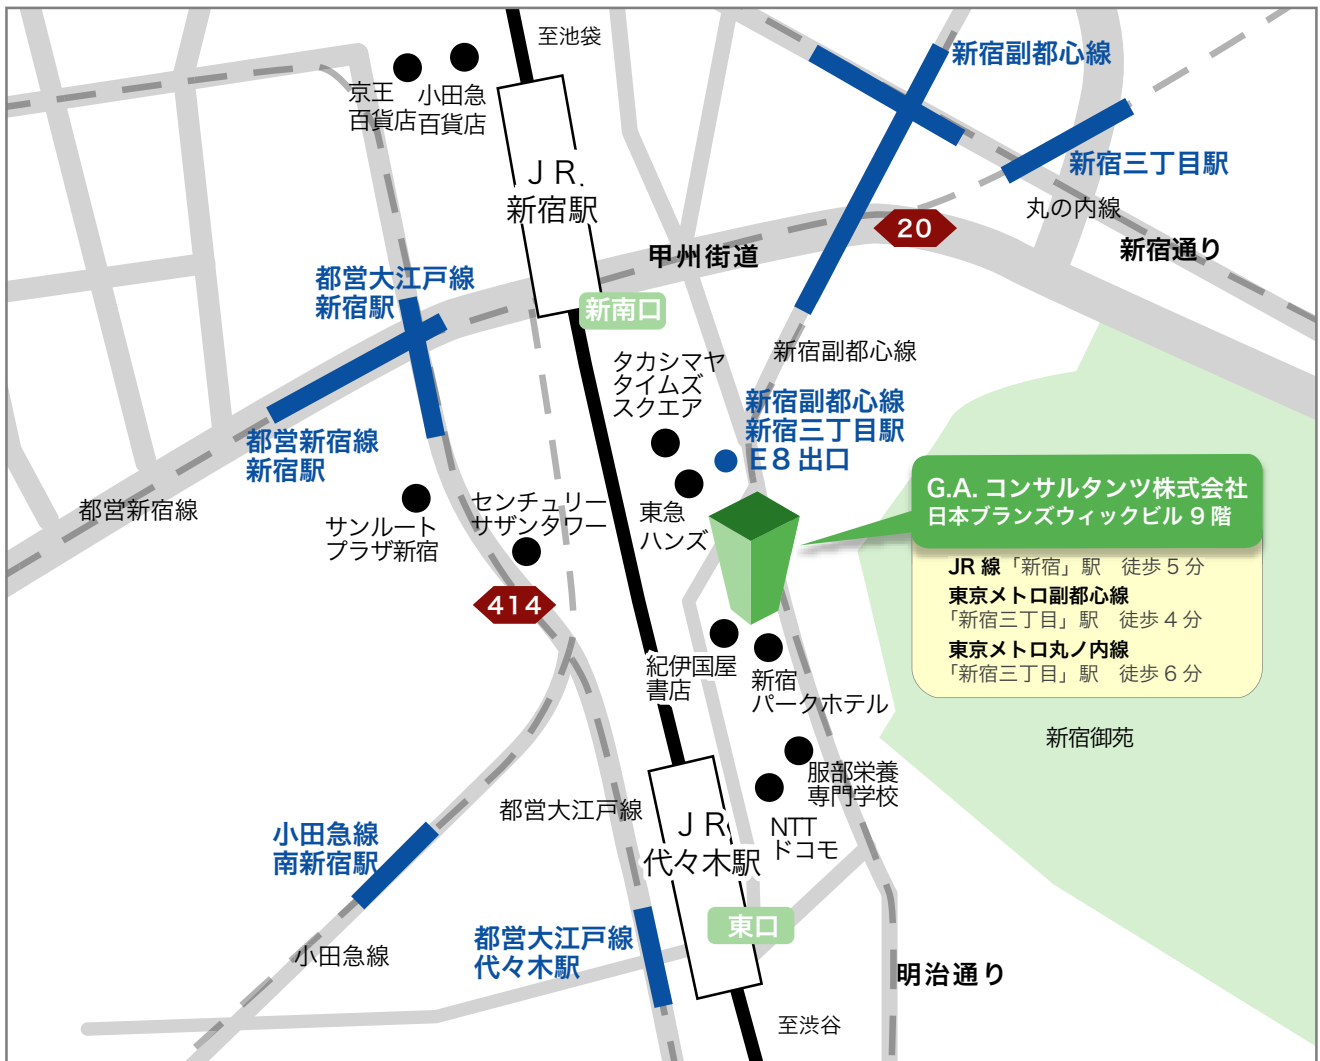 至池袋
京王
百貨店
小田急
百貨店
新宿副都心線
新宿三丁目駅
ＪＲ.
新宿駅
丸の内線
20
甲州街道
新宿通り
都営大江戸線
新宿駅
新南口
新宿副都心線
タカシマヤ
タイムズ
スクエア
新宿副都心線
新宿三丁目駅
E８出口
都営新宿線
新宿駅
都営新宿線
サンルート
プラザ新宿
センチュリー
サザンタワー
東急
ハンズ
G.A. コンサルタンツ株式会社
日本ブランズウィックビル 9 階
JR 線「新宿」駅　徒歩 5 分
東京メトロ副都心線
「新宿三丁目」駅　徒歩 4 分
東京メトロ丸ノ内線
「新宿三丁目」駅　徒歩 6 分
414
紀伊国屋
書店
新宿
パークホテル
新宿御苑
服部栄養
専門学校
NTT
ドコモ
都営大江戸線
ＪＲ
代々木駅
小田急線
南新宿駅
東口
小田急線
都営大江戸線
代々木駅
明治通り
至渋谷